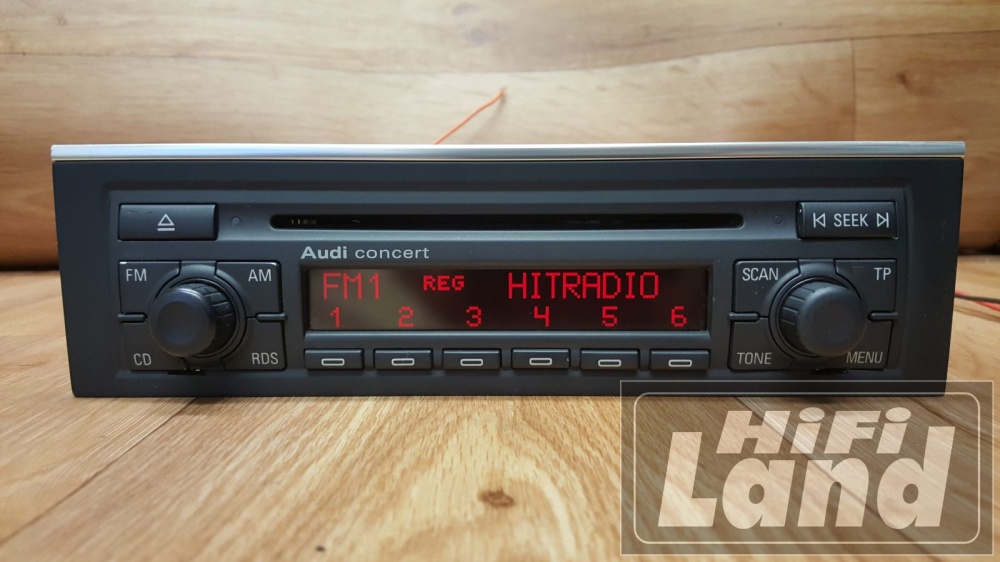 SEEK
Audi concert
FM AM
SCAN TP
FM1 REG HITRADIO
1 2 3 4 5 6
CD RDS
TONE MENU
HiFi
Land